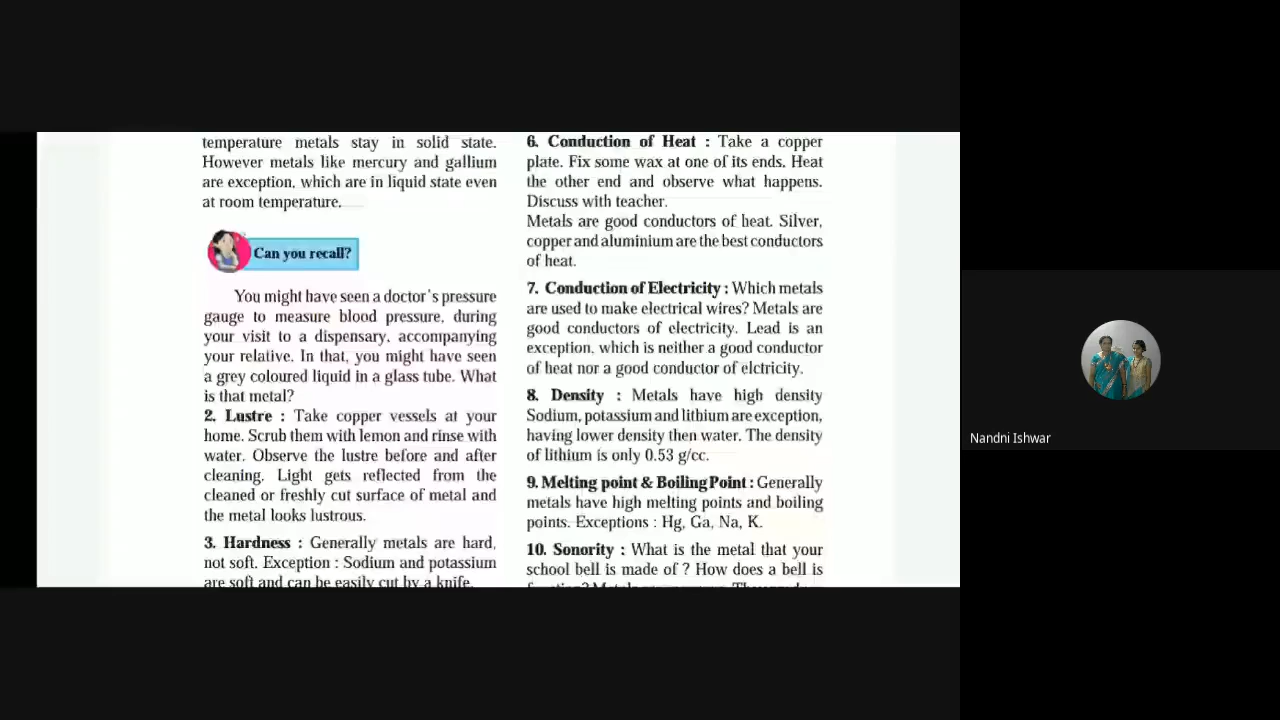 temperature metals stay in solid state.
However metals like mercury and gallium
are exception, which are in liquid state even
at room temperature.
Can you recall?
You might have seen a doctor's pressure
gauge to measure blood pressure, during
your visit to a dispensary, accompanying
your relative. In that, you might have seen
a grey coloured liquid in a glass tube. What
is that metal?
2. Lustre : Take copper vessels at your
home. Scrub them with lemon and rinse with
water. Observe the lustre before and after
cleaning. Light gets reflected from the
cleaned or freshly cut surface of metal and
the metal looks lustrous.
3. Hardness : Generally metals are hard,
not soft. Exception : Sodium and potassium
are soft and can be easily cut by a knife.
6. Conduction of Heat : Take a copper
plate. Fix some wax at one of its ends. Heat
the other end and observe what happens.
Discuss with teacher.
Metals are good conductors of heat. Silver,
copper and aluminium are the best conductors
of heat.
7. Conduction of Electricity : Which metals
are used to make electrical wires? Metals are
good conductors of electricity. Lead is an
exception, which is neither a good conductor
of heat nor a good conductor of elctricity.
8. Density : Metals have high density
Sodium, potassium and lithium are exception,
having lower density then water. The density
of lithium is only 0.53 g/cc.
9. Melting point & Boiling Point : Generally
metals have high melting points and boiling
points. Exceptions : Hg, Ga, Na, K.
10. Sonority : What is the metal that your
school bell is made of ? How does a bell is
Nandni Ishwar